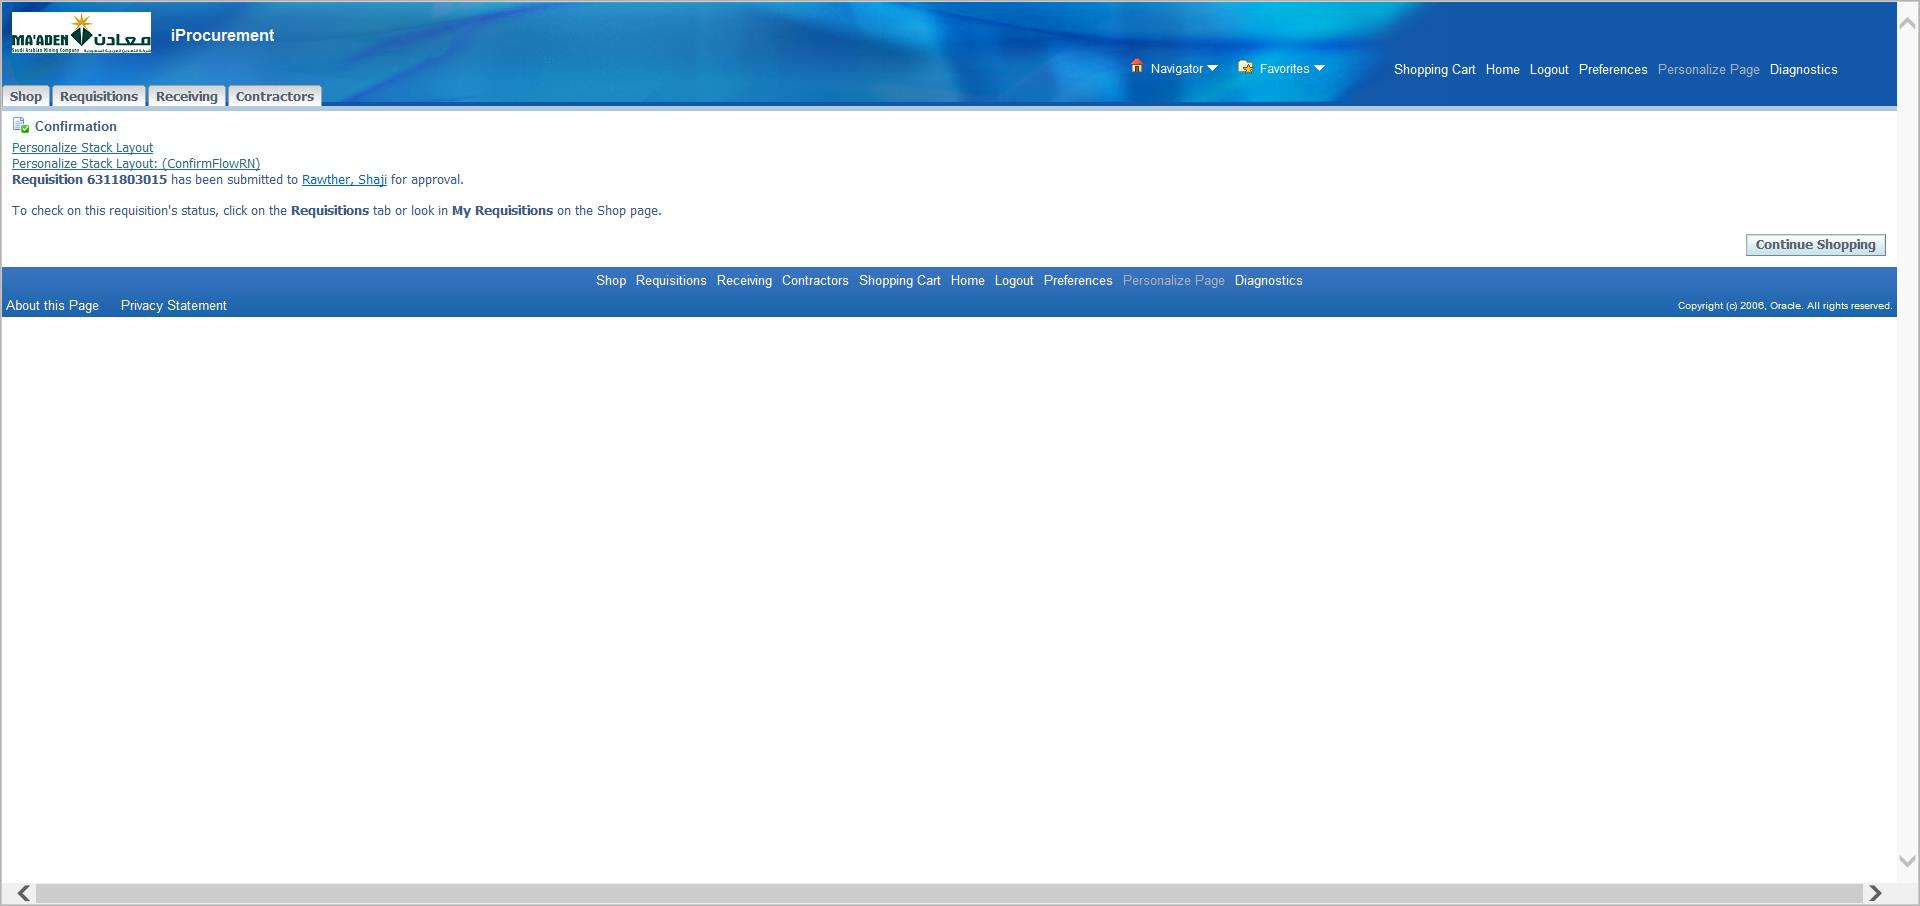 MA'ADEN معادن
Saudi Arabian Mining Company
iProcurement
Navigator Favorites Shopping Cart Home Logout Preferences Personalize Page Diagnostics
Shop Requisitions Receiving Contractors
Confirmation
Personalize Stack Layout
Personalize Stack Layout: (ConfirmFlowRN)
Requisition 6311803015 has been submitted to Rawther, Shaji for approval.
To check on this requisition's status, click on the Requisitions tab or look in My Requisitions on the Shop page.
Continue Shopping
Shop Requisitions Receiving Contractors Shopping Cart Home Logout Preferences Personalize Page Diagnostics
About this Page Privacy Statement Copyright (c) 2006, Oracle. All rights reserved.